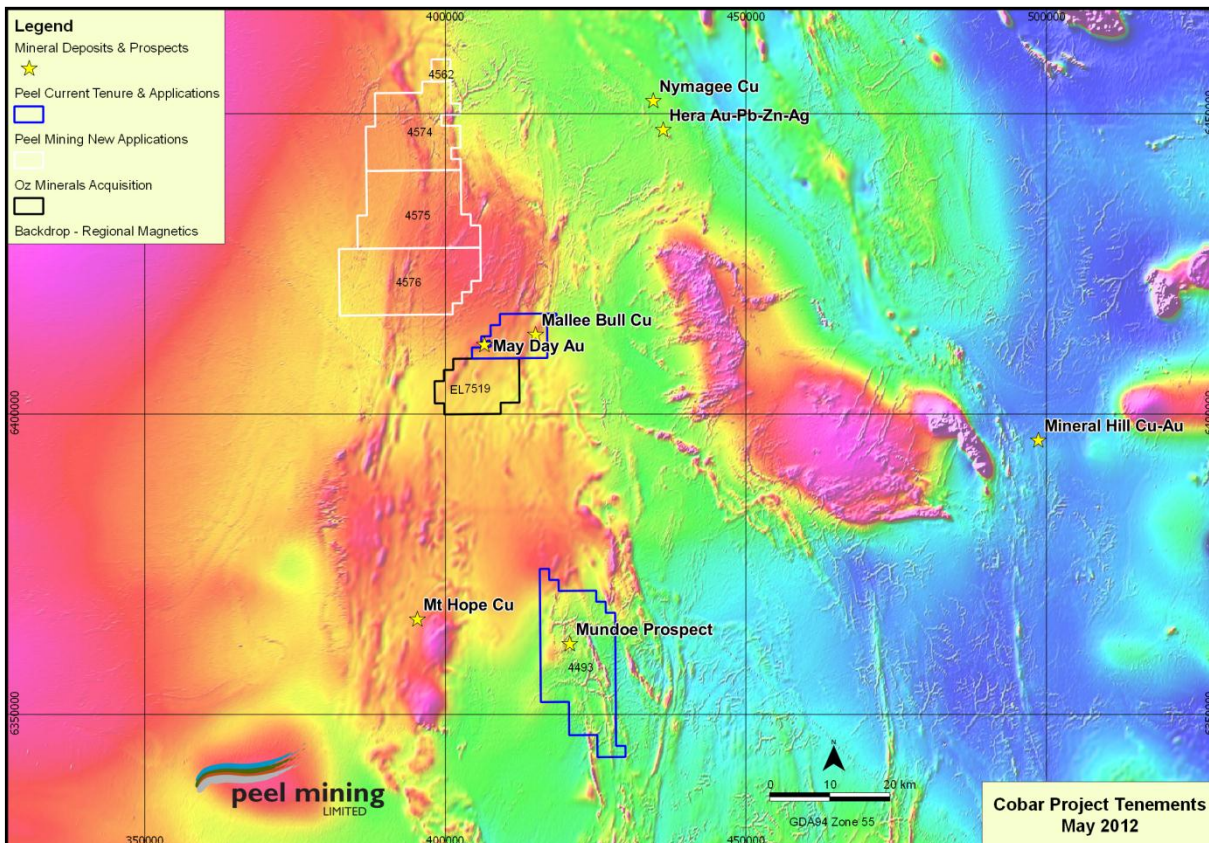 Legend
Mineral Deposits & Prospects
Peel Current Tenure & Applications
Peel Mining New Applications
Oz Minerals Acquisition
Backdrop - Regional Magnetics
400000
450000
500000
4562
Nymagee Cu
6450000
4574
Hera Au-Pb-Zn-Ag
4575
4576
Mallee Bull Cu
May Day Au
EL7519
6400000
6400000
Mineral Hill Cu-Au
Mt Hope Cu
Mundoe Prospect
4493
6350000
6350000
peel mining
LIMITED
N
0 10 20 km
GDA94 Zone 55
Cobar Project Tenements
May 2012
350000
400000
450000